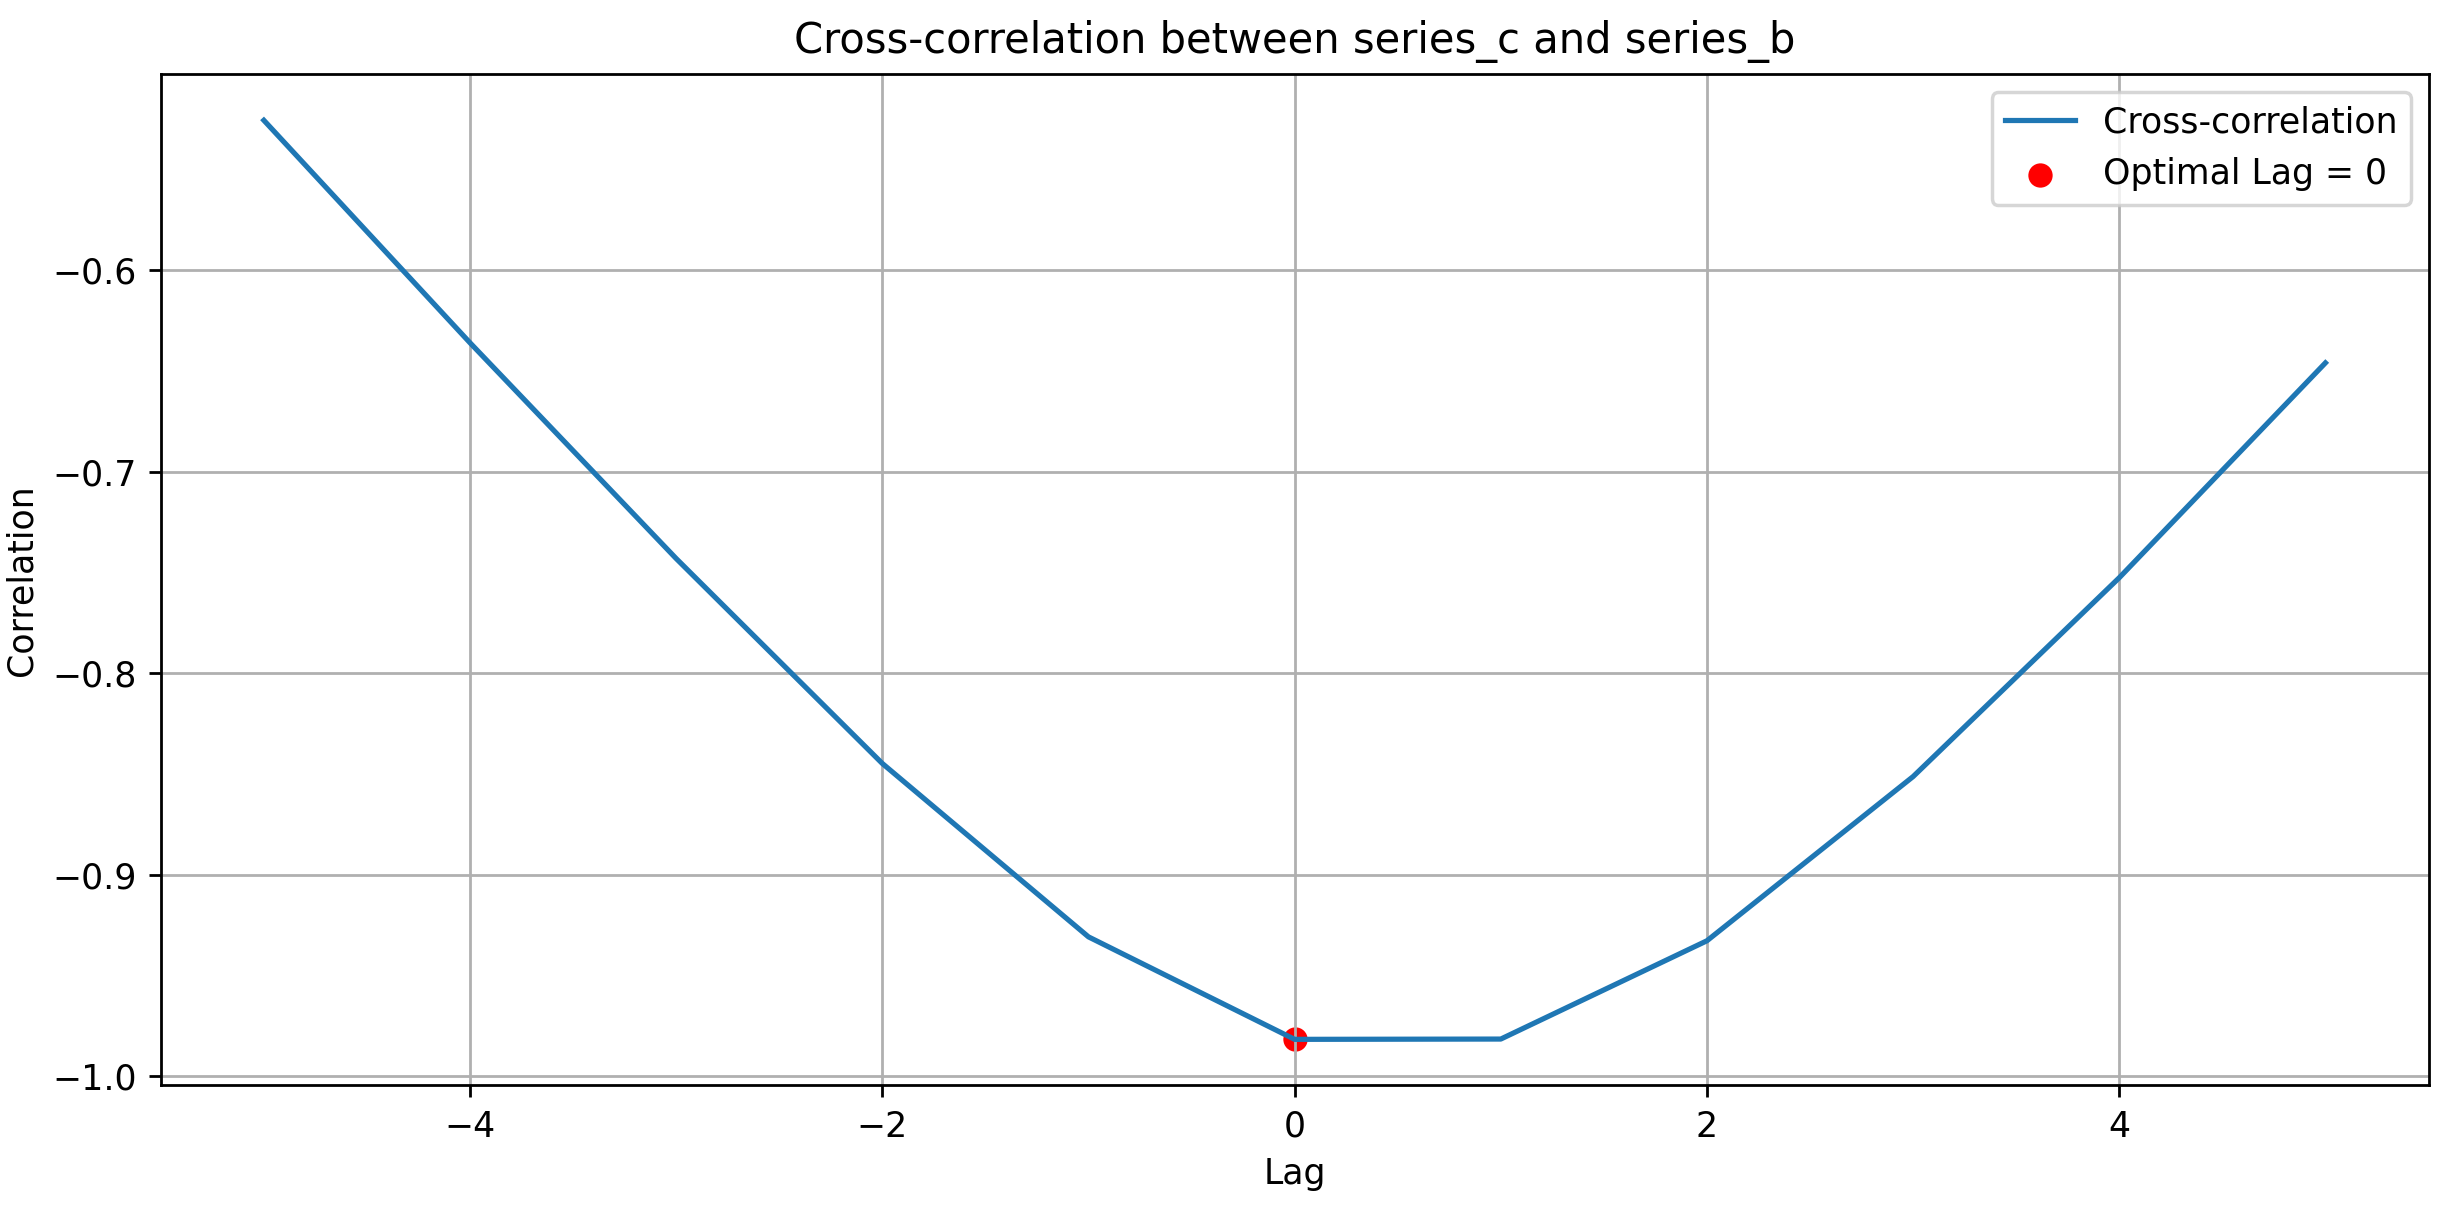 Cross-correlation between series_c and series_b
Cross-correlation
Optimal Lag = 0
Correlation
−0.6
−0.7
−0.8
−0.9
−1.0
−4
−2
0
2
4
Lag